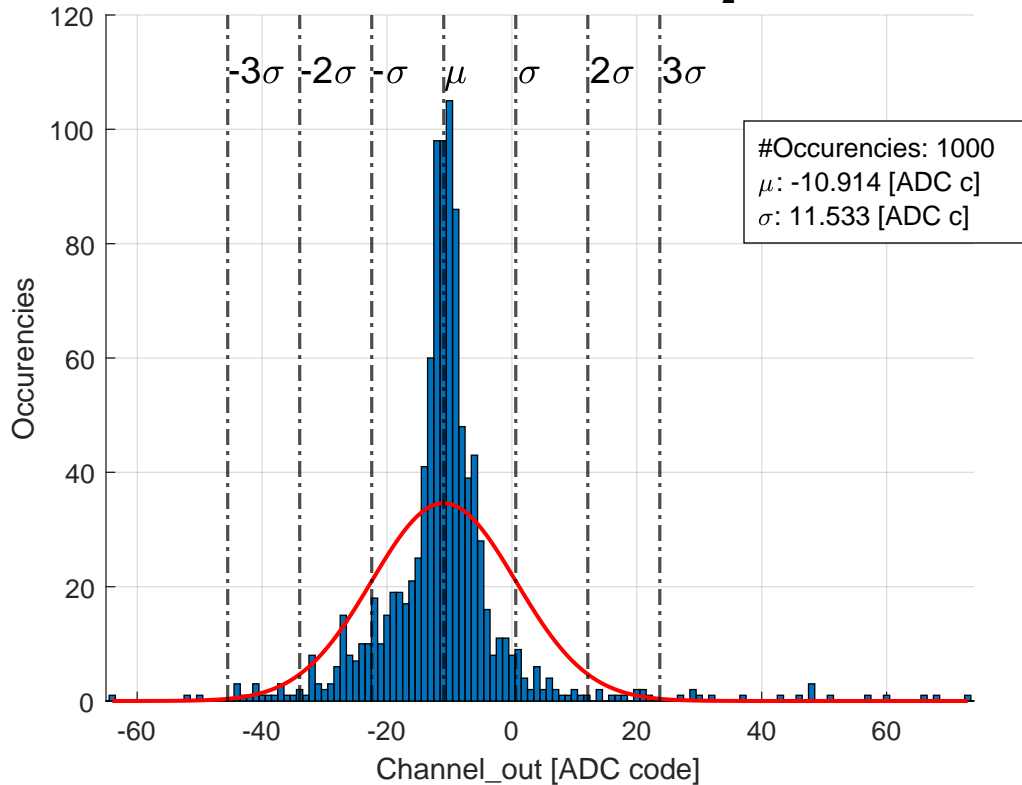 2
120
100
80
60
40
20
0
-3σ -2σ -σ μ σ 2σ 3σ
#Occurencies: 1000
μ: -10.914 [ADC c]
σ: 11.533 [ADC c]
Occurencies
-60 -40 -20 0 20 40 60
Channel_out [ADC code]